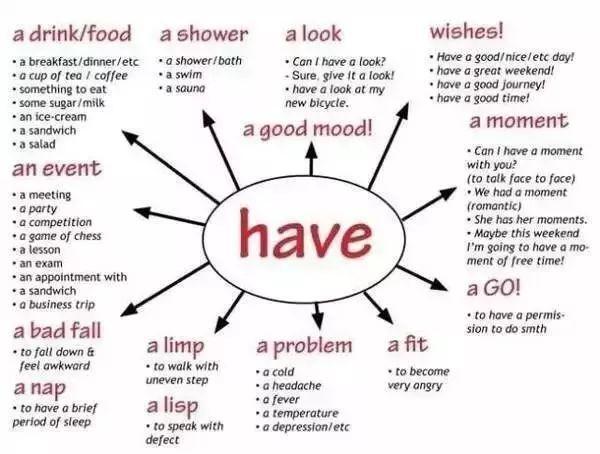 a drink/food
• a breakfast/dinner/etc
• a cup of tea / coffee
• something to eat
• some sugar/milk
• an ice-cream
• a sandwich
• a salad
a shower
• a shower/bath
• a swim
• a sauna
a look
• Can I have a look?
- Sure, give it a look!
• have a look at my
new bicycle.
wishes!
• Have a good/nice/etc day!
• have a great weekend!
• have a good journey!
• have a good time!
a good mood!
a moment
• Can I have a moment
with you?
(to talk face to face)
• We had a moment
(romantic)
• She has her moments.
• Maybe this weekend
I'm going to have a mo-
ment of free time!
an event
• a meeting
• a party
• a competition
• a game of chess
• a lesson
• an exam
• an appointment with
• a sandwich
• a business trip
have
a GO!
• to have a permis-
sion to do smth
a bad fall
• to fall down &
feel awkward
a nap
• to have a brief
period of sleep
a limp
• to walk with
uneven step
a lisp
• to speak with
defect
a problem
• a cold
• a headache
• a fever
• a temperature
• a depression/etc
a fit
• to become
very angry